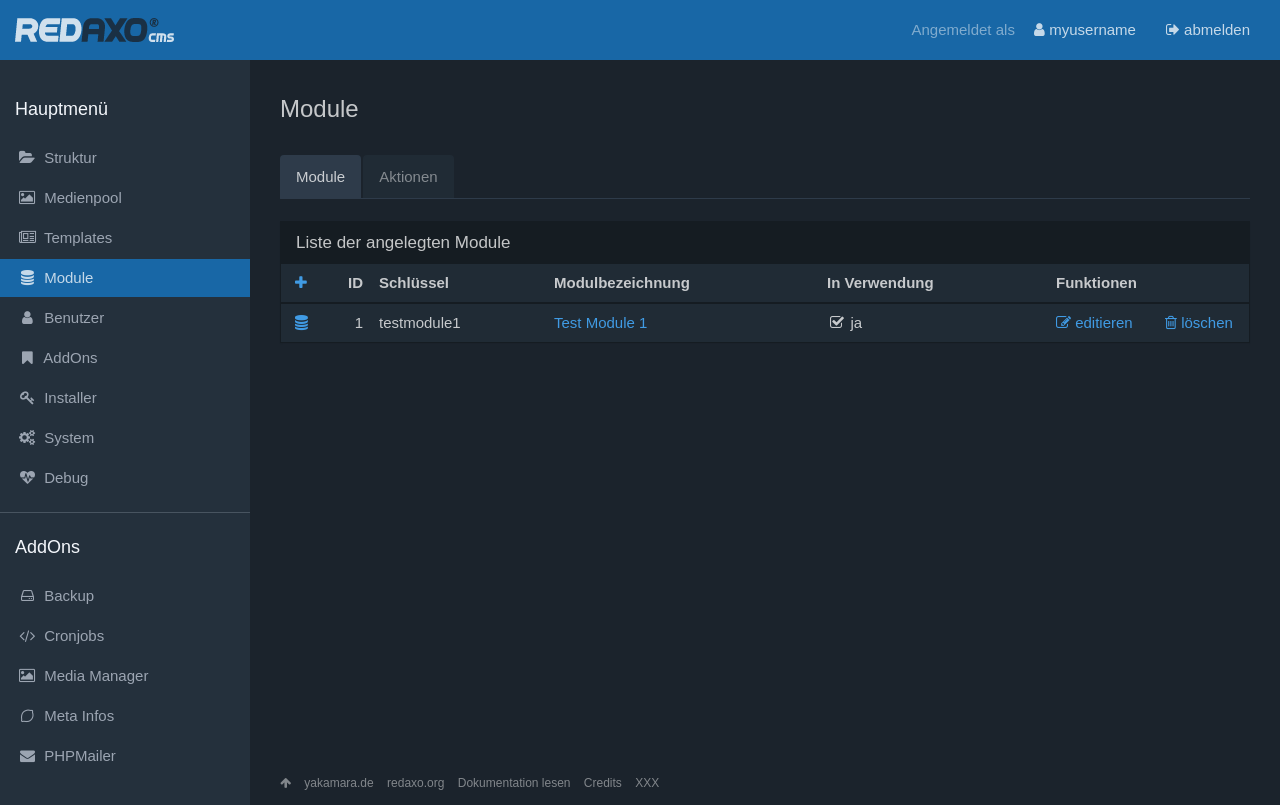 REDAXO® cms
Angemeldet als myusername abmelden
Hauptmenü
Struktur
Medienpool
Templates
Module
Benutzer
AddOns
Installer
System
Debug
AddOns
Backup
Cronjobs
Media Manager
Meta Infos
PHPMailer
Module
Module Aktionen
Liste der angelegten Module
ID Schlüssel Modulbezeichnung In Verwendung Funktionen
1 testmodule1 Test Module 1 ja editieren löschen
yakamara.de redaxo.org Dokumentation lesen Credits XXX